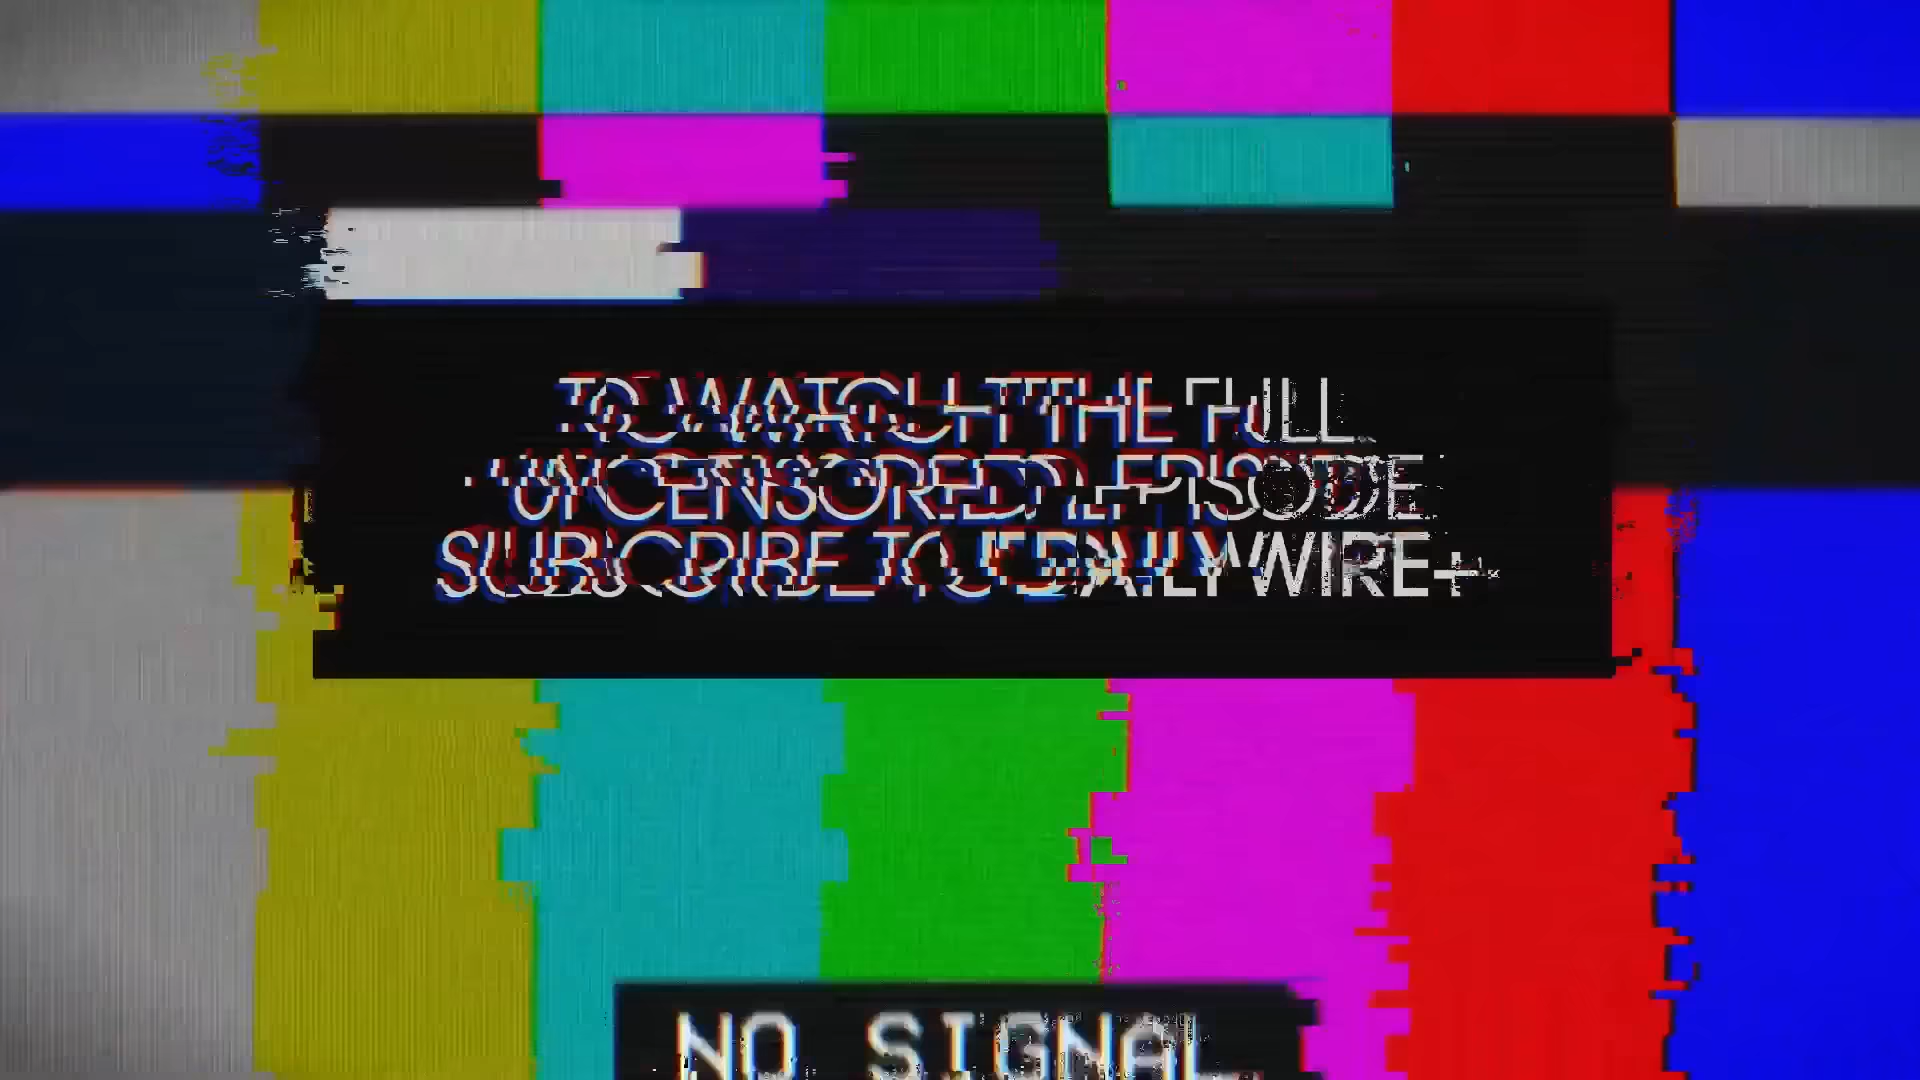 TO WATCH THE FULL
UNCENSORED EPISODE
SUBSCRIBE TO DAILYWIRE+
NO SIGNAL